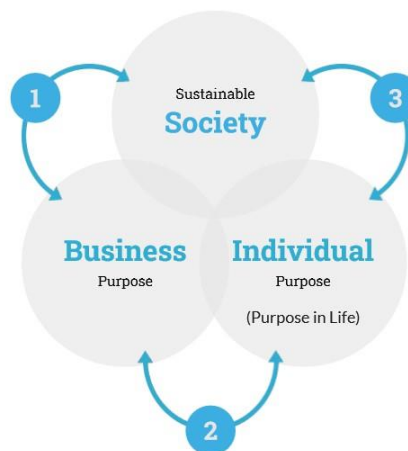 1
3
Sustainable
Society
Business
Purpose
Individual
Purpose
(Purpose in Life)
2